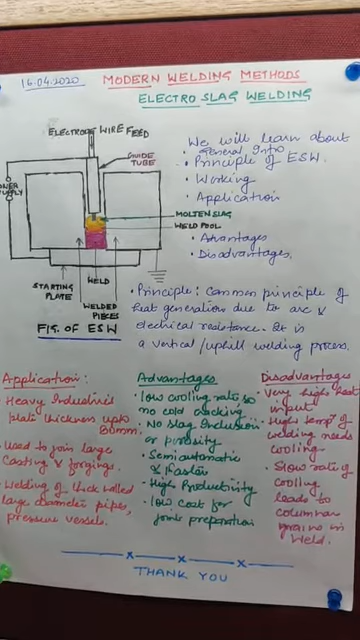 16.04.2020
MODERN WELDING METHODS
ELECTRO SLAG WELDING
ELECTRODE WIRE FEED
GUIDE
TUBE
POWER
SUPPLY
MOLTEN SLAG
WELD POOL
WELD
STARTING
PLATE
WELDED
PIECES
FIG. OF ESW
We will learn about
• General Intro
• Principle of ESW
• Working
• Application
• Advantages
• Disadvantages.
• Principle: Common principle of
heat generation due to arc &
electrical resistance. It is
a vertical/uphill welding process.
Application:
Heavy Industries
Plate thickness upto
80mm.
• Used to join large
Casting & forgings.
• Welding of thick walled
large diameter pipes,
pressure vessels.
Advantages
• low cooling rate, so
no cold cracking
• No slag Inclusion
or porosity
• Semiautomatic
& Faster
• High Productivity
• low cost for
joint preparation
Disadvantages
• Very high heat
input
• High temp. of
welding needs
cooling
• Slow rate of
cooling
leads to
columnar
grains in
weld.
THANK YOU